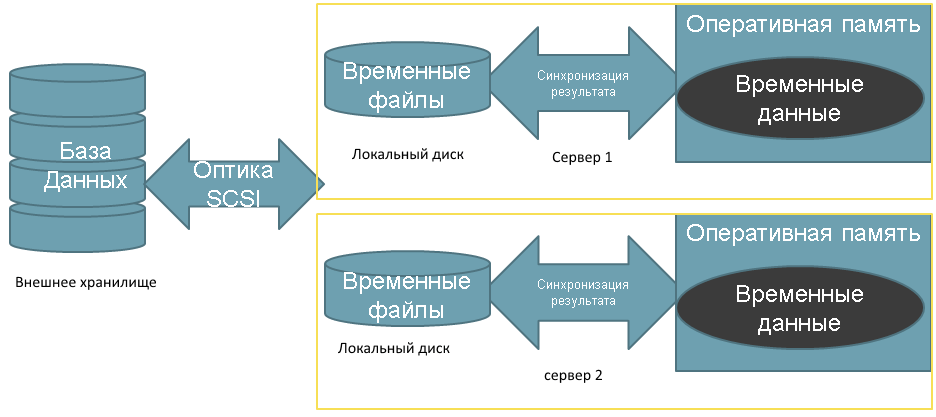 База
Данных
Внешнее хранилище
Оптика
SCSI
Временные
файлы
Локальный диск
Синхронизация
результата
Сервер 1
Оперативная память
Временные
данные
Временные
файлы
Локальный диск
Синхронизация
результата
сервер 2
Оперативная память
Временные
данные